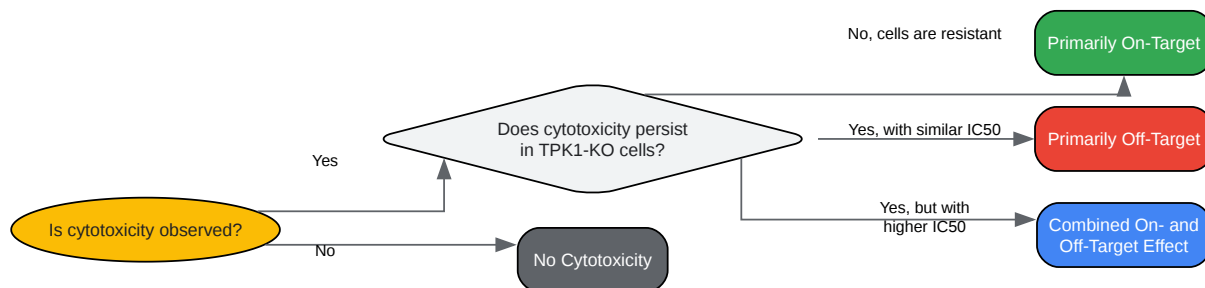 Is cytotoxicity observed?
Yes
No
No Cytotoxicity
Does cytotoxicity persist
in TPK1-KO cells?
No, cells are resistant
Primarily On-Target
Yes, with similar IC50
Primarily Off-Target
Yes, but with
higher IC50
Combined On- and
Off-Target Effect